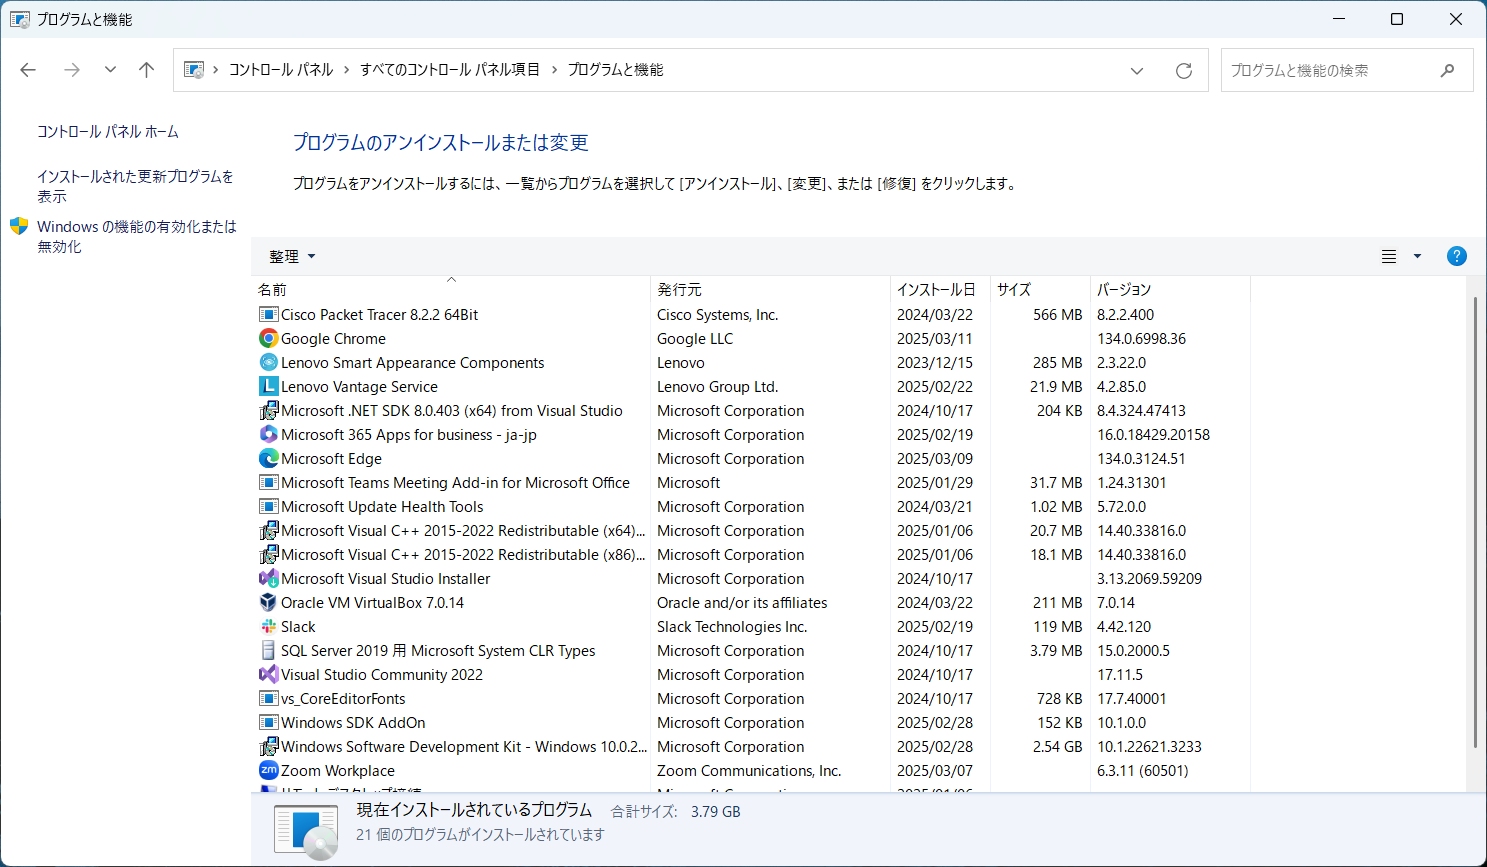 プログラムと機能
コントロール パネル › すべてのコントロール パネル項目 › プログラムと機能
プログラムと機能の検索
コントロール パネル ホーム
インストールされた更新プログラムを
表示
Windows の機能の有効化または
無効化
プログラムのアンインストールまたは変更
プログラムをアンインストールするには、一覧からプログラムを選択して [アンインストール]、[変更]、または [修復] をクリックします。
整理
名前 発行元 インストール日 サイズ バージョン
Cisco Packet Tracer 8.2.2 64Bit Cisco Systems, Inc. 2024/03/22 566 MB 8.2.2.400
Google Chrome Google LLC 2025/03/11 134.0.6998.36
Lenovo Smart Appearance Components Lenovo 2023/12/15 285 MB 2.3.22.0
Lenovo Vantage Service Lenovo Group Ltd. 2025/02/22 21.9 MB 4.2.85.0
Microsoft .NET SDK 8.0.403 (x64) from Visual Studio Microsoft Corporation 2024/10/17 204 KB 8.4.324.47413
Microsoft 365 Apps for business - ja-jp Microsoft Corporation 2025/02/19 16.0.18429.20158
Microsoft Edge Microsoft Corporation 2025/03/09 134.0.3124.51
Microsoft Teams Meeting Add-in for Microsoft Office Microsoft 2025/01/29 31.7 MB 1.24.31301
Microsoft Update Health Tools Microsoft Corporation 2024/03/21 1.02 MB 5.72.0.0
Microsoft Visual C++ 2015-2022 Redistributable (x64)... Microsoft Corporation 2025/01/06 20.7 MB 14.40.33816.0
Microsoft Visual C++ 2015-2022 Redistributable (x86)... Microsoft Corporation 2025/01/06 18.1 MB 14.40.33816.0
Microsoft Visual Studio Installer Microsoft Corporation 2024/10/17 3.13.2069.59209
Oracle VM VirtualBox 7.0.14 Oracle and/or its affiliates 2024/03/22 211 MB 7.0.14
Slack Slack Technologies Inc. 2025/02/19 119 MB 4.42.120
SQL Server 2019 用 Microsoft System CLR Types Microsoft Corporation 2024/10/17 3.79 MB 15.0.2000.5
Visual Studio Community 2022 Microsoft Corporation 2024/10/17 17.11.5
vs_CoreEditorFonts Microsoft Corporation 2024/10/17 728 KB 17.7.40001
Windows SDK AddOn Microsoft Corporation 2025/02/28 152 KB 10.1.0.0
Windows Software Development Kit - Windows 10.0.2... Microsoft Corporation 2025/02/28 2.54 GB 10.1.22621.3233
zm Zoom Workplace Zoom Communications, Inc. 2025/03/07 6.3.11 (60501)
現在インストールされているプログラム 合計サイズ: 3.79 GB
21 個のプログラムがインストールされています